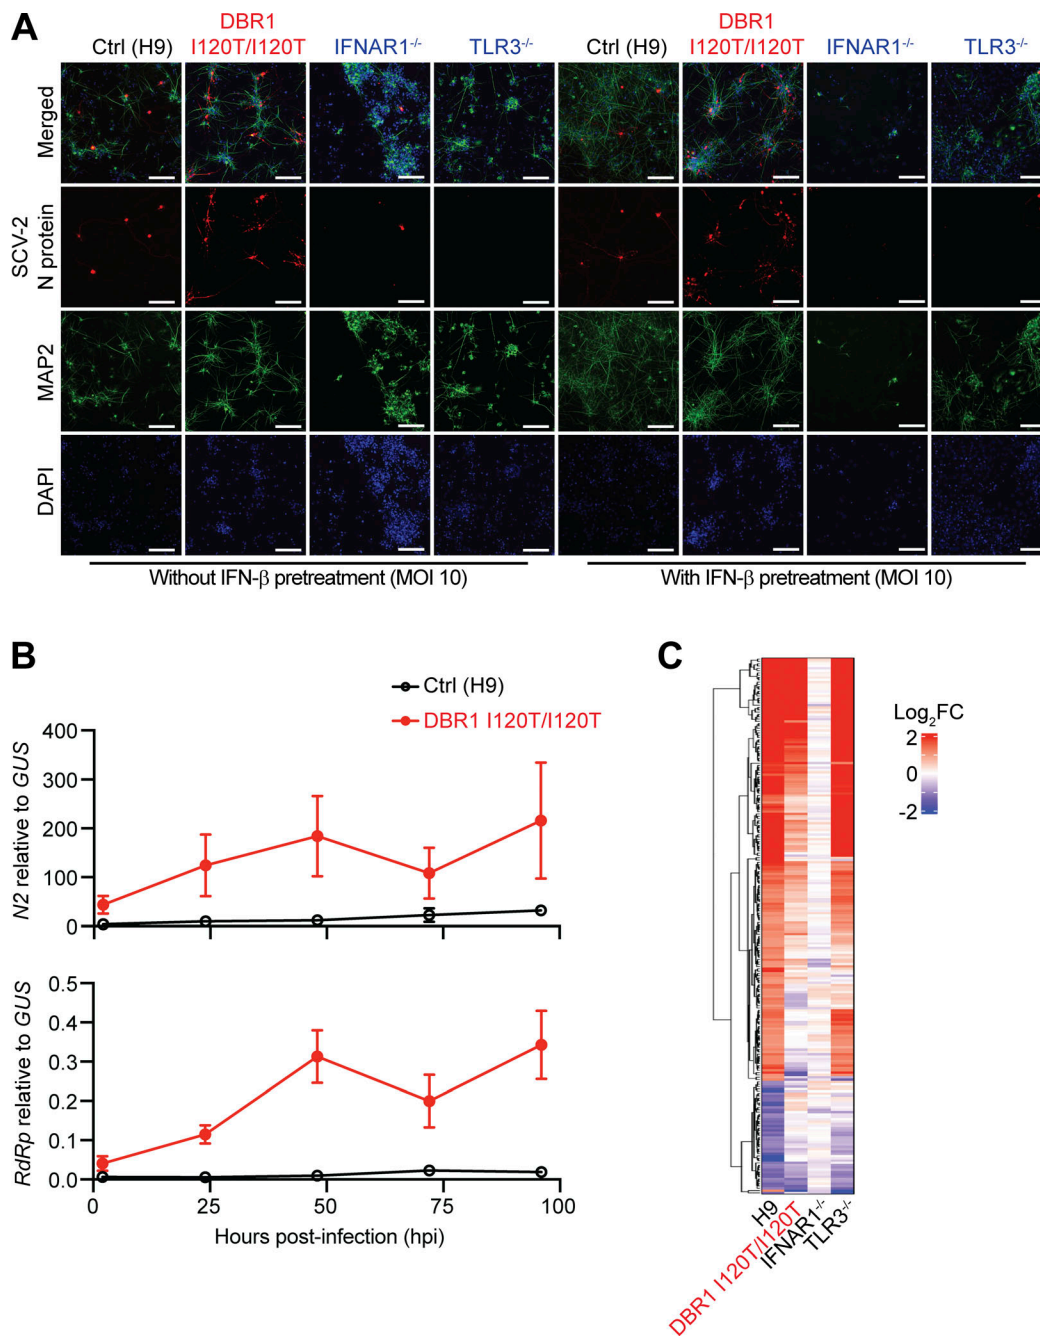 A
Ctrl (H9)
DBR1
I120T/I120T
IFNAR1-/-
TLR3-/-
Ctrl (H9)
DBR1
I120T/I120T
IFNAR1-/-
TLR3-/-
Merged
SCV-2
N protein
MAP2
DAPI
Without IFN-β pretreatment (MOI 10)
With IFN-β pretreatment (MOI 10)
B
Ctrl (H9)
DBR1 I120T/I120T
N2 relative to GUS
400
300
200
100
0
RdRp relative to GUS
0.5
0.4
0.3
0.2
0.1
0.0
0
25
50
75
100
Hours post-infection (hpi)
C
Log2FC
2
0
-2
H9
DBR1 I120T/I120T
IFNAR1-/-
TLR3-/-